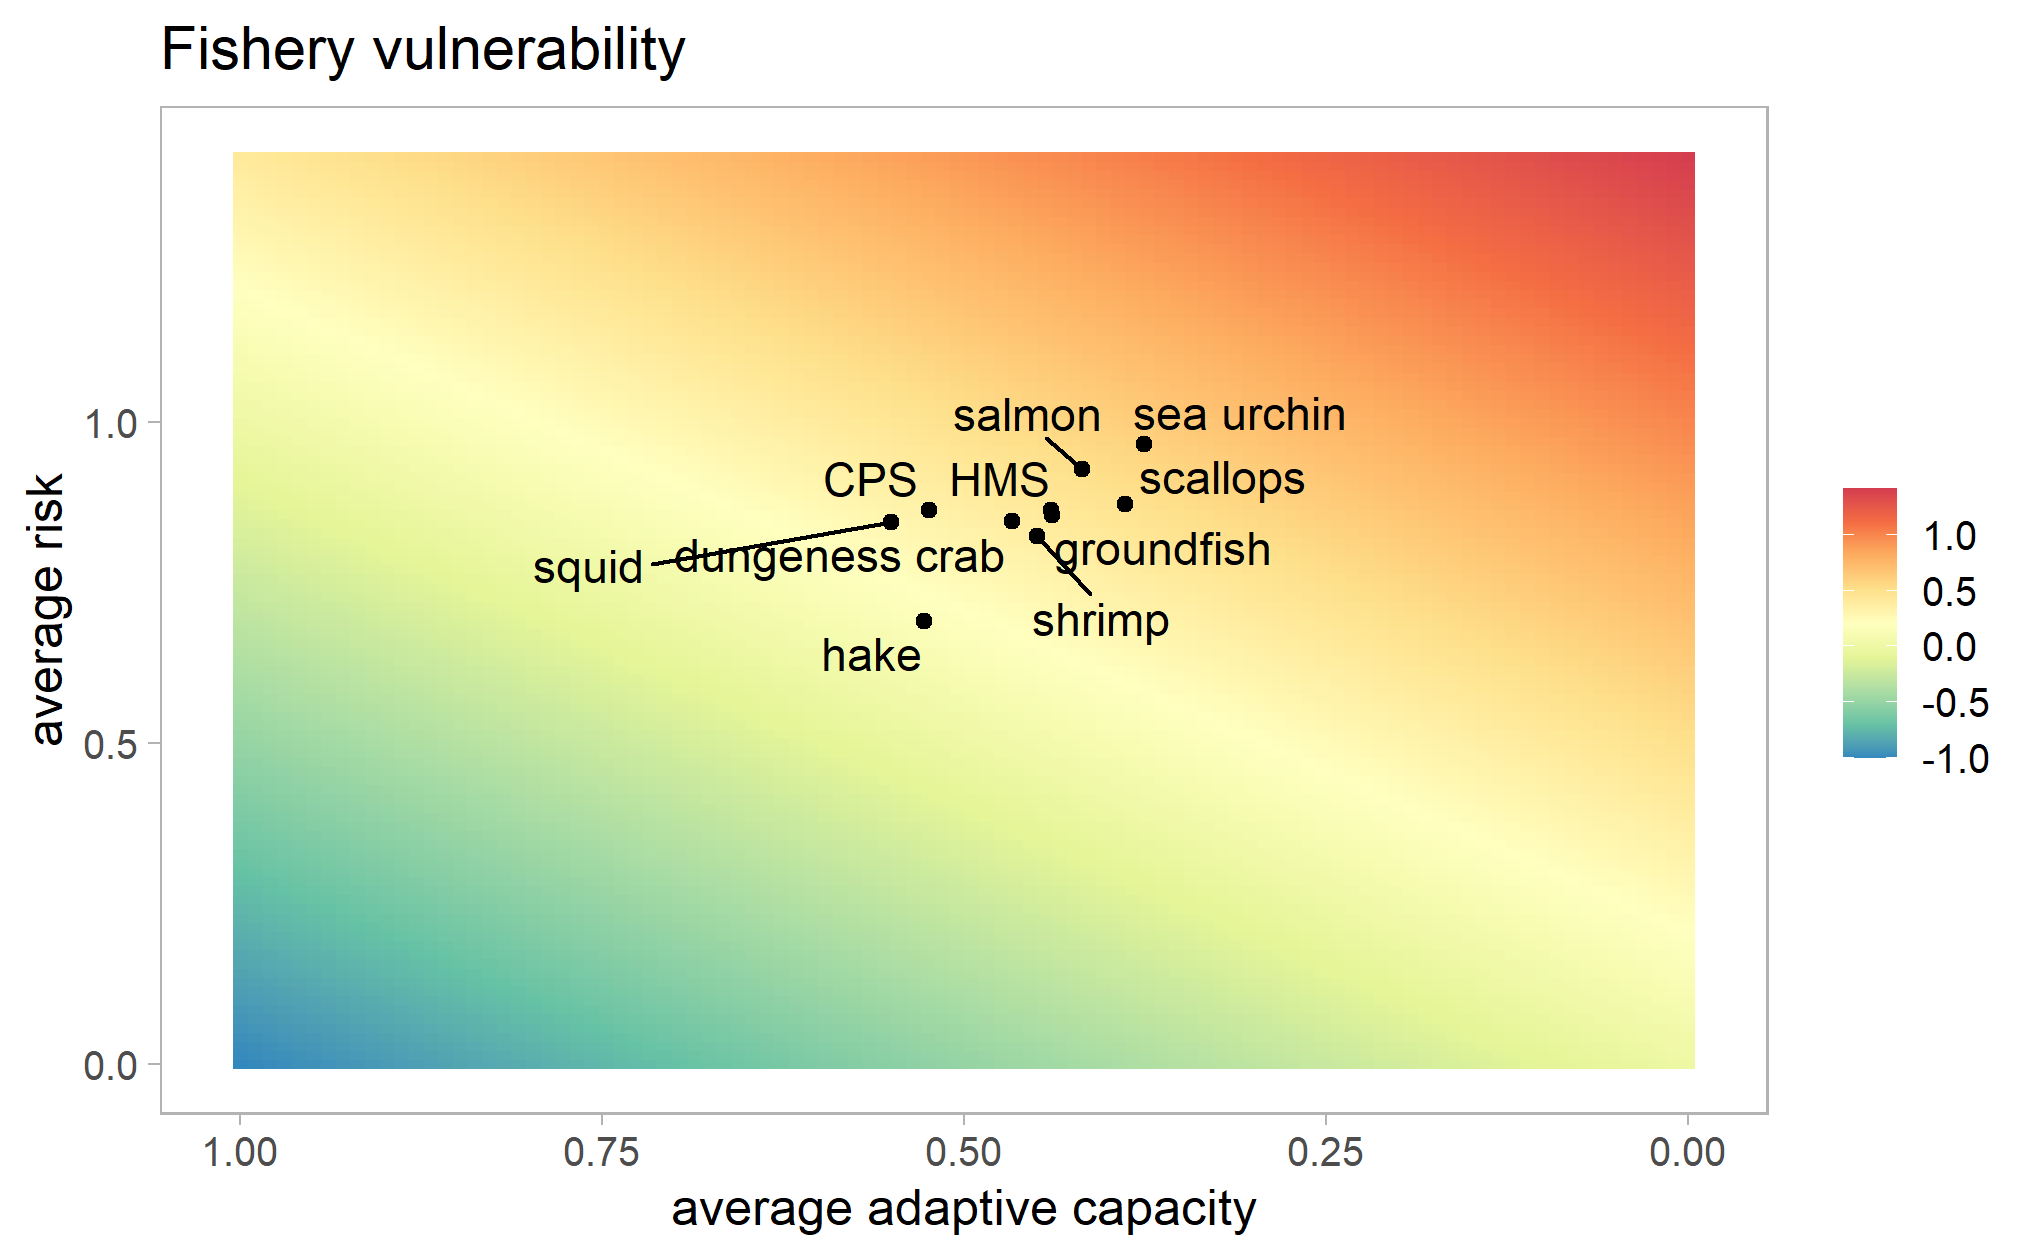 Fishery vulnerability
average risk
1.0
0.5
0.0
salmon
sea urchin
CPS
HMS
scallops
squid
dungeness crab
groundfish
shrimp
hake
1.00
0.75
0.50
0.25
0.00
average adaptive capacity
1.0
0.5
0.0
-0.5
-1.0